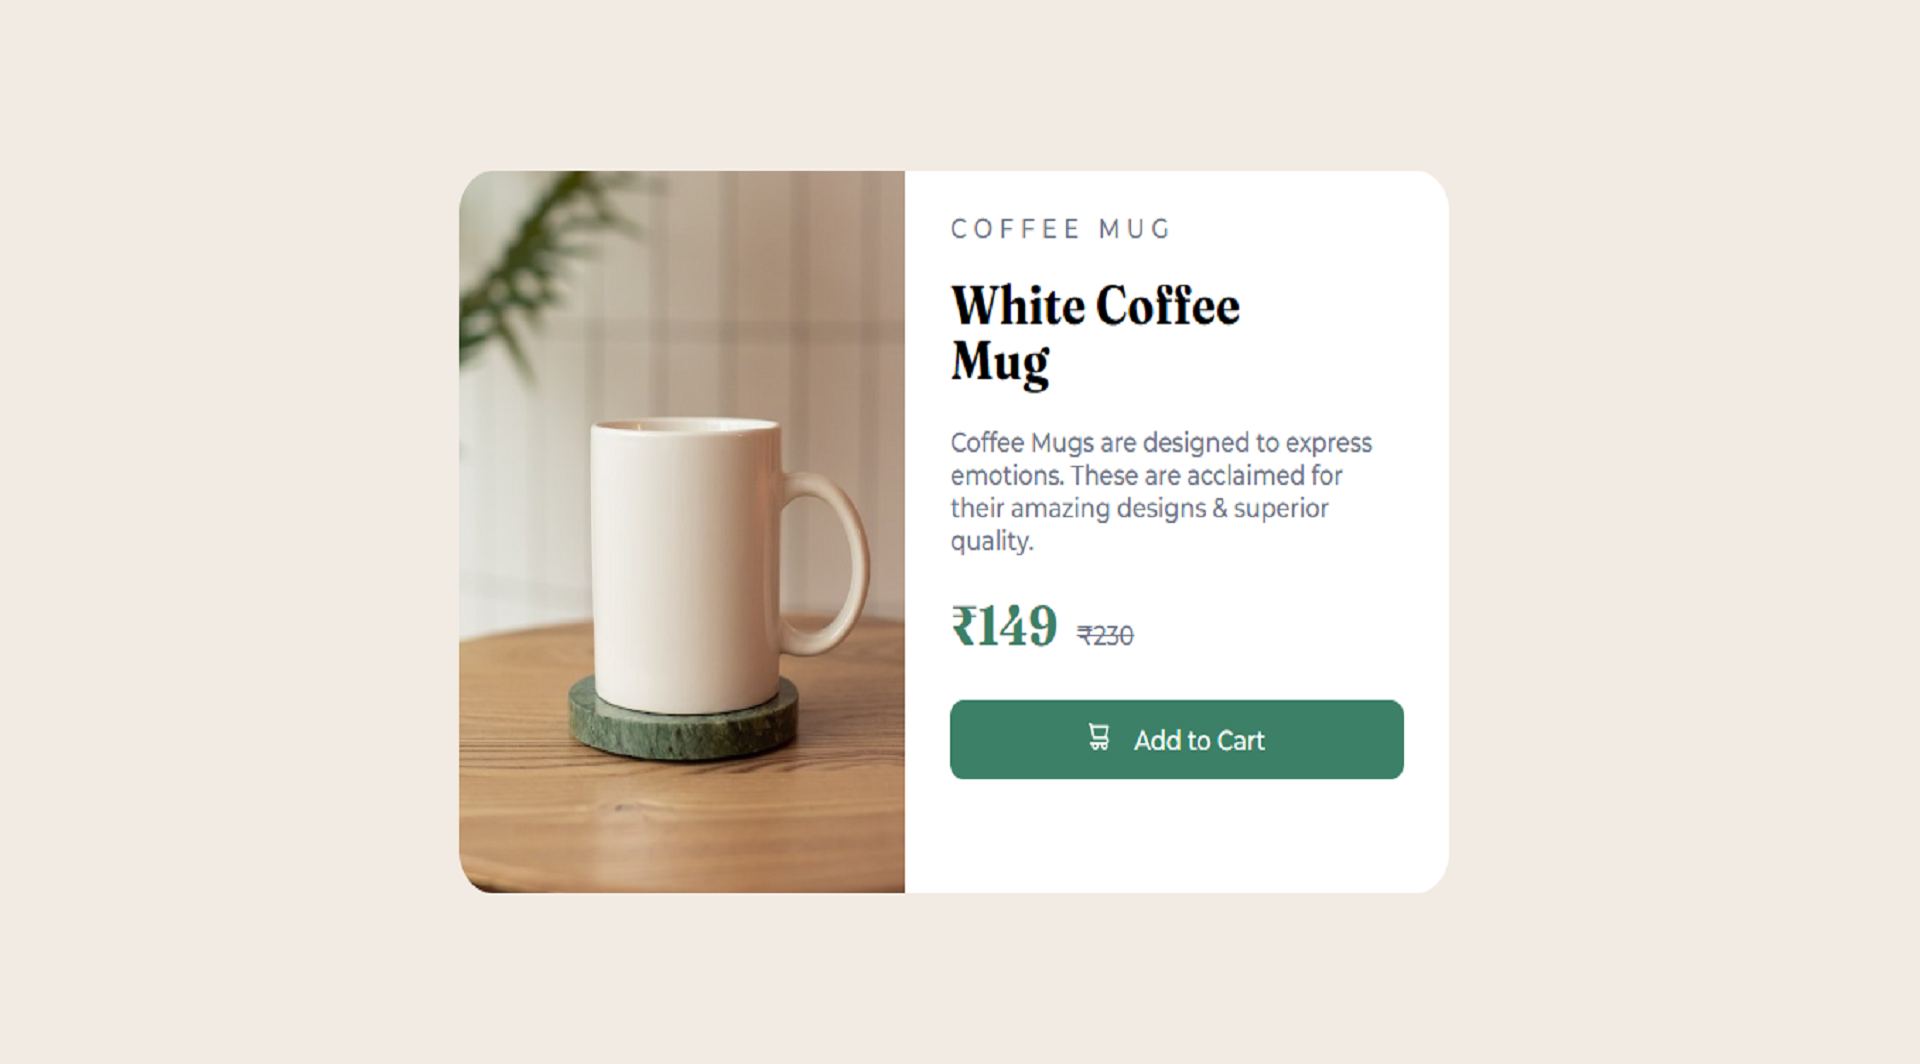 COFFEE MUG
White Coffee
Mug
Coffee Mugs are designed to express
emotions. These are acclaimed for
their amazing designs & superior
quality.
₹149 ₹230
Add to Cart